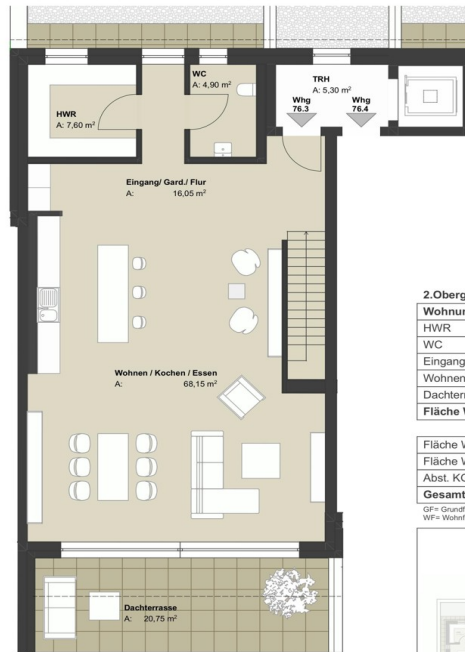 WC
A: 4,90 m²
TRH
A: 5,30 m²
HWR
A: 7,60 m²
Whg
76.3
Whg
76.4
Eingang/ Gard./ Flur
A: 16,05 m²
Wohnen / Kochen / Essen
A: 68,15 m²
Dachterrasse
A: 20,75 m²
2.Oberg
Wohnun
HWR
WC
Eingang
Wohnen
Dachterr
Fläche W
Fläche W
Fläche W
Abst. KG
Gesamt
GF= Grundf
WF= Wohnf